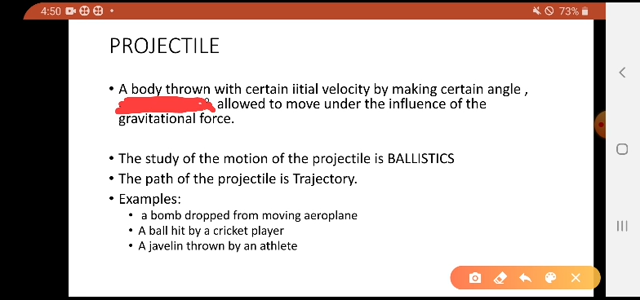 4:50
73%
PROJECTILE
• A body thrown with certain iitial velocity by making certain angle ,
allowed to move under the influence of the
gravitational force.
• The study of the motion of the projectile is BALLISTICS
• The path of the projectile is Trajectory.
• Examples:
• a bomb dropped from moving aeroplane
• A ball hit by a cricket player
• A javelin thrown by an athlete